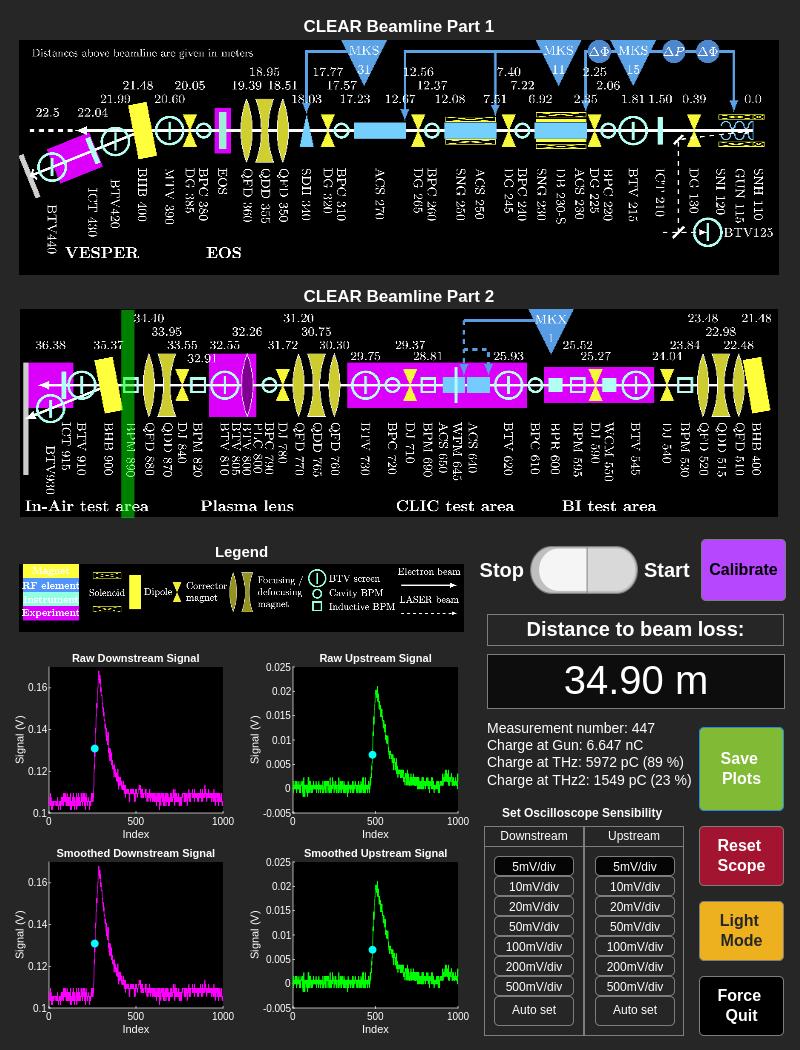 CLEAR Beamline Part 1
Distances above beamline are given in meters
MKS 31
MKS 11
ΔΦ
MKS 15
ΔP
ΔΦ
18.95
17.77
12.56
7.40
2.25
21.48
20.05
19.39
18.51
17.57
12.37
7.22
2.06
22.5
22.04
21.99
20.60
18.03
17.23
12.67
12.08
7.51
6.92
2.35
1.81
1.50
0.39
0.0
BTV440
ICT 430
BTV420
BHB 400
MTV 390
DG 385
BPC 380
EOS
QFD 360
QDD 355
QFD 350
SDH 340
DG 320
BPC 310
ACS 270
DG 265
BPC 260
SNG 250
ACS 250
DG 245
BPC 240
SNG 230
DB 230-S
ACS 230
DG 225
BPC 220
BTV 215
ICT 210
DG 130
SNI 120
GUN 115
SNH 110
BTV125
VESPER
EOS
CLEAR Beamline Part 2
34.40
32.26
31.20
MKX 1
23.48
21.48
33.95
30.75
22.98
36.38
35.37
33.55
32.55
31.72
30.30
29.37
25.52
23.84
22.48
32.91
29.75
28.81
25.93
25.27
24.04
BTV930
ICT 915
BTV 910
BHB 900
BPM 890
QFD 880
QDD 870
DJ 840
BPM 820
BTV 810
BTV 805
BTV 800
PLC 800
BPC 790
DJ 780
QFD 770
QDD 765
QFD 760
BTV 730
BPC 720
DJ 710
BPM 690
ACS 650
WPM 645
ACS 640
BTV 620
BPC 610
BPR 600
BPM 595
DJ 590
WCM 550
BTV 545
DJ 540
BPM 530
QFD 520
QDD 515
QFD 510
BHB 400
In-Air test area
Plasma lens
CLIC test area
BI test area
Legend
Magnet
RF element
Instrument
Experiment
Solenoid
Dipole
Corrector
magnet
Focusing /
defocusing
magnet
BTV screen
Cavity BPM
Inductive BPM
Electron beam
LASER beam
Stop
Start
Calibrate
Distance to beam loss:
34.90 m
Measurement number: 447
Charge at Gun: 6.647 nC
Charge at THz: 5972 pC (89 %)
Charge at THz2: 1549 pC (23 %)
Save
Plots
Set Oscilloscope Sensibility
Downstream
Upstream
5mV/div
5mV/div
10mV/div
10mV/div
20mV/div
20mV/div
50mV/div
50mV/div
100mV/div
100mV/div
200mV/div
200mV/div
500mV/div
500mV/div
Auto set
Auto set
Reset
Scope
Light
Mode
Force
Quit
Raw Downstream Signal
Signal (V)
0.16
0.14
0.12
0.1
0
500
1000
Index
Raw Upstream Signal
Signal (V)
0.025
0.02
0.015
0.01
0.005
0
-0.005
0
500
1000
Index
Smoothed Downstream Signal
Signal (V)
0.16
0.14
0.12
0.1
0
500
1000
Index
Smoothed Upstream Signal
Signal (V)
0.025
0.02
0.015
0.01
0.005
0
-0.005
0
500
1000
Index